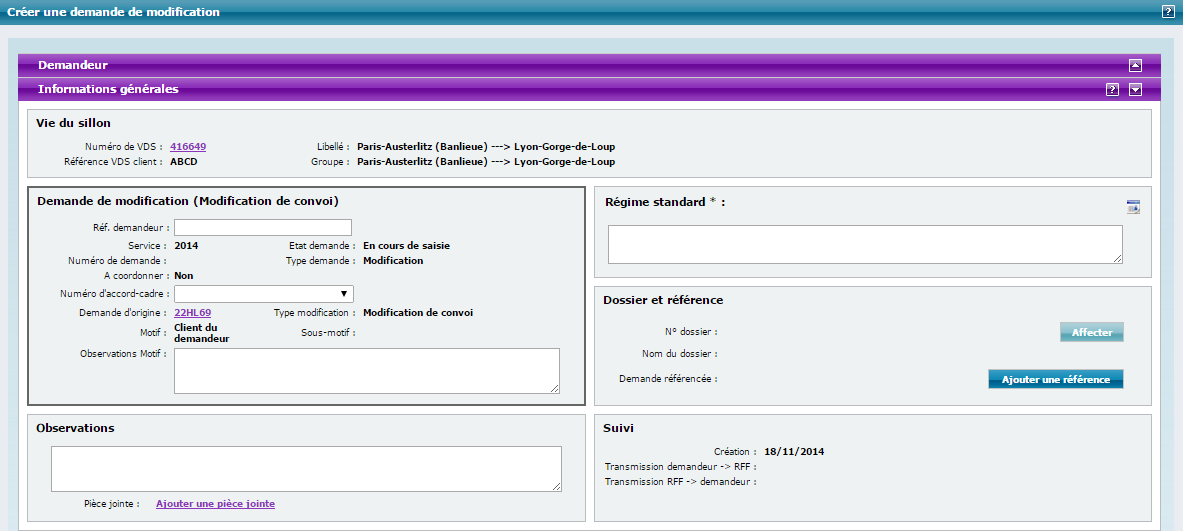 Créer une demande de modification ?
Demandeur
Informations générales ?
Vie du sillon
Numéro de VDS : 416649 Libellé : Paris-Austerlitz (Banlieue) ---> Lyon-Gorge-de-Loup
Référence VDS client : ABCD Groupe : Paris-Austerlitz (Banlieue) ---> Lyon-Gorge-de-Loup
Demande de modification (Modification de convoi)
Réf. demandeur :
Service : 2014 Etat demande : En cours de saisie
Numéro de demande : Type demande : Modification
A coordonner : Non
Numéro d'accord-cadre :
Demande d'origine : 22HL69 Type modification : Modification de convoi
Motif : Client du demandeur Sous-motif :
Observations Motif :
Régime standard * :
Dossier et référence
N° dossier : Affecter
Nom du dossier :
Demande référencée : Ajouter une référence
Observations
Pièce jointe : Ajouter une pièce jointe
Suivi
Création : 18/11/2014
Transmission demandeur -> RFF :
Transmission RFF -> demandeur :